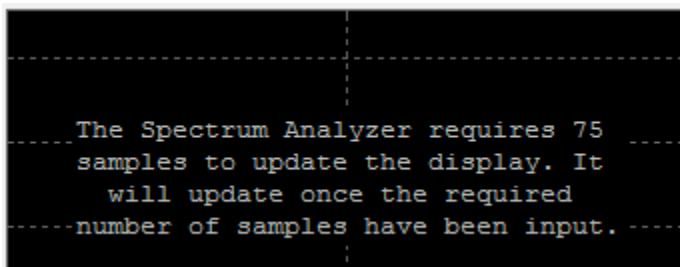 The Spectrum Analyzer requires 75
samples to update the display. It
will update once the required
number of samples have been input.